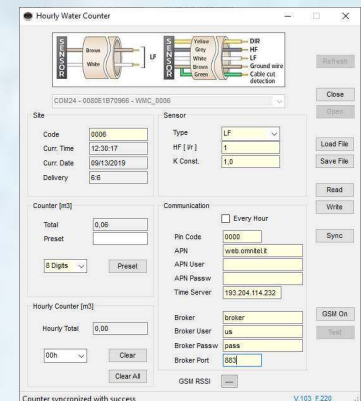 Hourly Water Counter
SENSOR
Brown
White
LF
SENSOR
Yellow
Grey
White
Brown
Green
DIR
HF
LF
Ground wire
Cable cut
detection
Refresh
COM24 - 0080E1B70966 - WMC_0006
Close
Open
Site
Code 0006
Curr. Time 12:30:17
Curr. Date 09/13/2019
Delivery 6:6
Sensor
Type LF
HF [ l/r ] 1
K Const. 1,0
Load File
Save File
Read
Write
Sync
Counter [m3]
Total 0,06
Preset
8 Digits Preset
Communication
Every Hour
Pin Code 0000
APN web.omnitel.it
APN User
APN Passw
Time Server 193.204.114.232
Hourly Counter [m3]
Hourly Total 0,00
00h Clear
Clear All
Broker broker
Broker User us
Broker Passw pass
Broker Port 883
GSM RSSI ---
GSM On
Test
Counter syncronized with success V.103 F.220